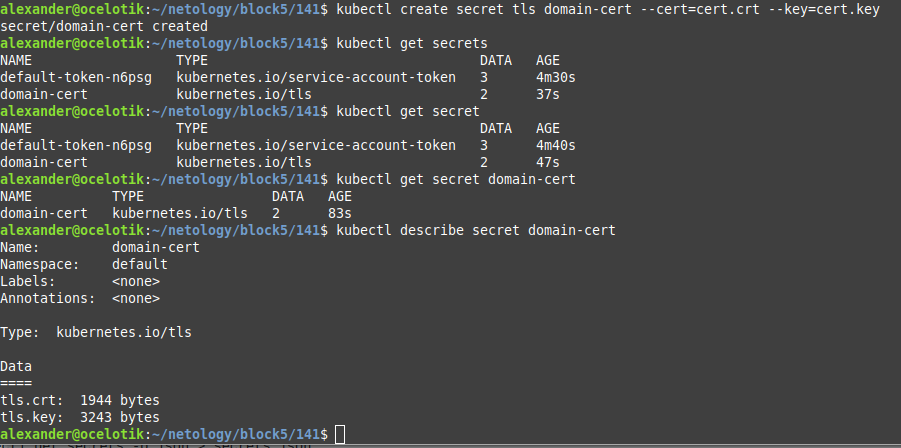 alexander@ocelotik:~/netology/block5/141$ kubectl create secret tls domain-cert --cert=cert.crt --key=cert.key
secret/domain-cert created
alexander@ocelotik:~/netology/block5/141$ kubectl get secrets
NAME                  TYPE                                  DATA   AGE
default-token-n6psg   kubernetes.io/service-account-token   3      4m30s
domain-cert           kubernetes.io/tls                     2      37s
alexander@ocelotik:~/netology/block5/141$ kubectl get secret
NAME                  TYPE                                  DATA   AGE
default-token-n6psg   kubernetes.io/service-account-token   3      4m40s
domain-cert           kubernetes.io/tls                     2      47s
alexander@ocelotik:~/netology/block5/141$ kubectl get secret domain-cert
NAME          TYPE                DATA   AGE
domain-cert   kubernetes.io/tls   2      83s
alexander@ocelotik:~/netology/block5/141$ kubectl describe secret domain-cert
Name:         domain-cert
Namespace:    default
Labels:       <none>
Annotations:  <none>

Type:  kubernetes.io/tls

Data
====
tls.crt:  1944 bytes
tls.key:  3243 bytes
alexander@ocelotik:~/netology/block5/141$